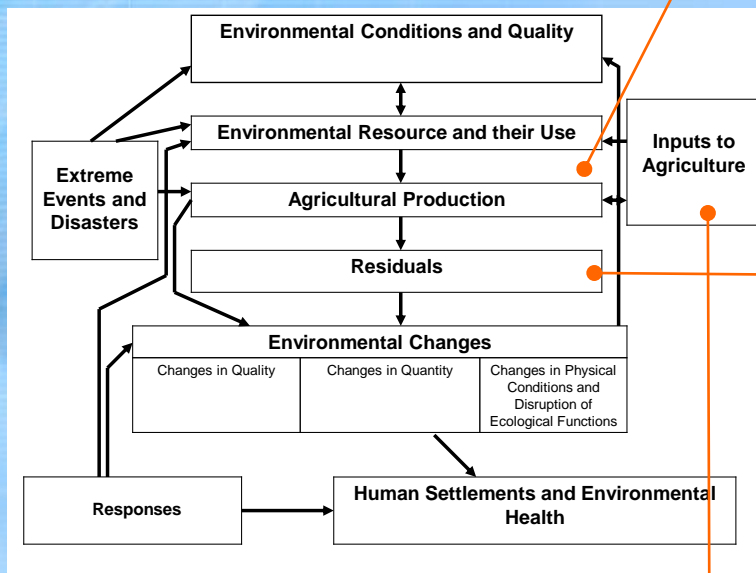 Environmental Conditions and Quality
Environmental Resource and their Use
Inputs to
Agriculture
Extreme
Events and
Disasters
Agricultural Production
Residuals
Environmental Changes
Changes in Quality
Changes in Quantity
Changes in Physical
Conditions and
Disruption of
Ecological Functions
Responses
Human Settlements and Environmental
Health